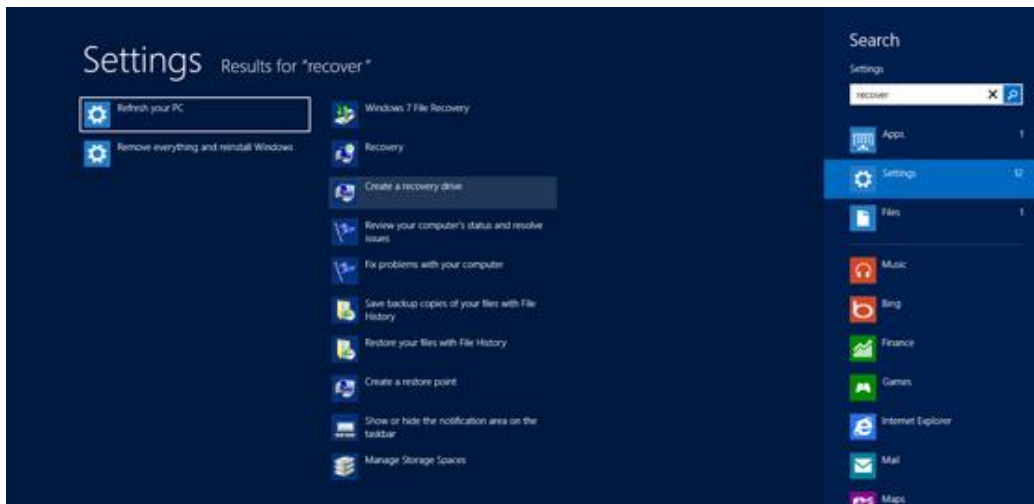 Settings Results for "recover"
Refresh your PC
Remove everything and reinstall Windows
Windows 7 File Recovery
Recovery
Create a recovery drive
Review your computer's status and resolve
issues
Fix problems with your computer
Save backup copies of your files with File
History
Restore your files with File History
Create a restore point
Show or hide the notification area on the
taskbar
Manage Storage Spaces
Search
Settings
recover
Apps 1
Settings 12
Files 1
Music
Bing
Finance
Games
Internet Explorer
Mail
Maps